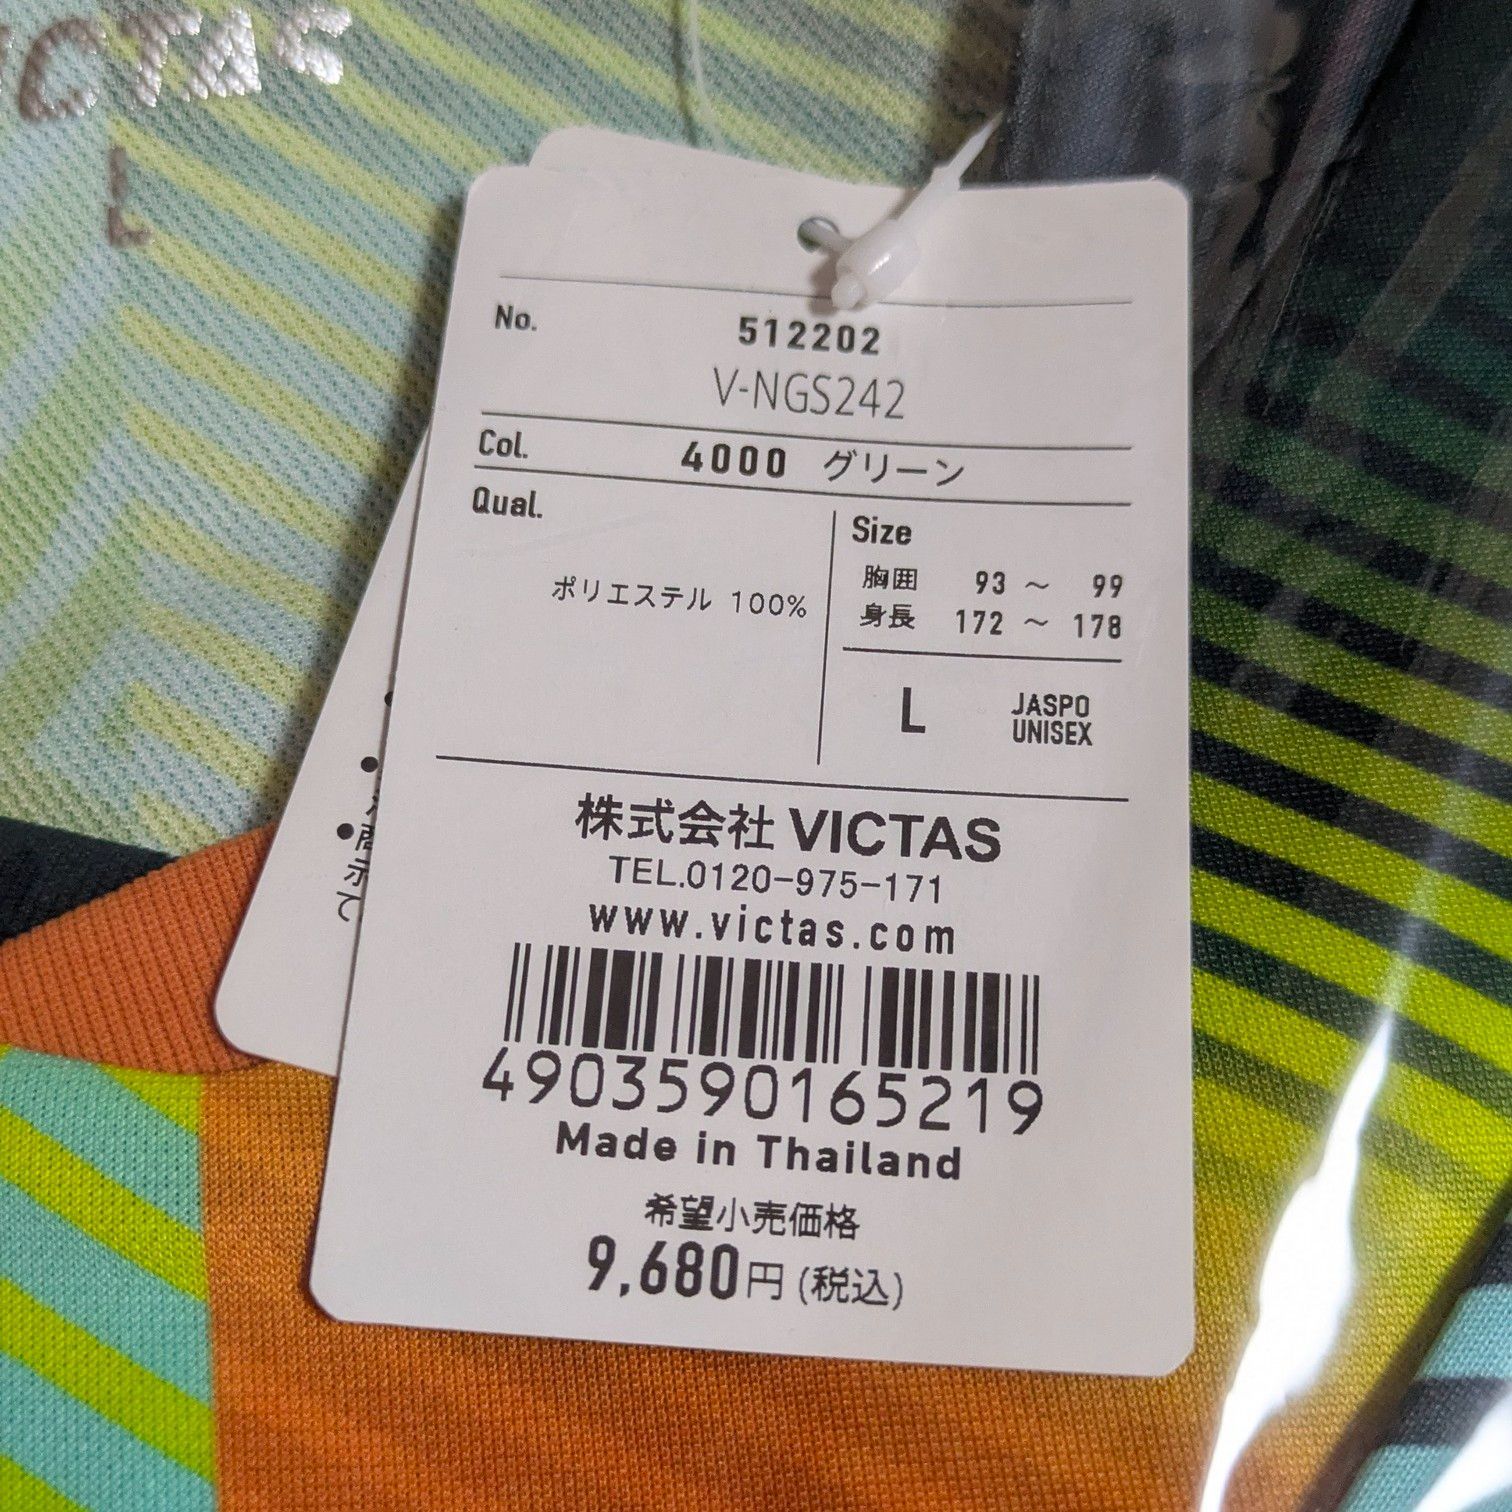 VICTAS
L
No. 512202
V-NGS242
Col. 4000 グリーン
Qual.
ポリエステル 100%
Size
胸囲 93 ～ 99
身長 172 ～ 178
L JASPO
UNISEX
株式会社 VICTAS
TEL.0120-975-171
www.victas.com
4903590165219
Made in Thailand
希望小売価格
9,680円(税込)